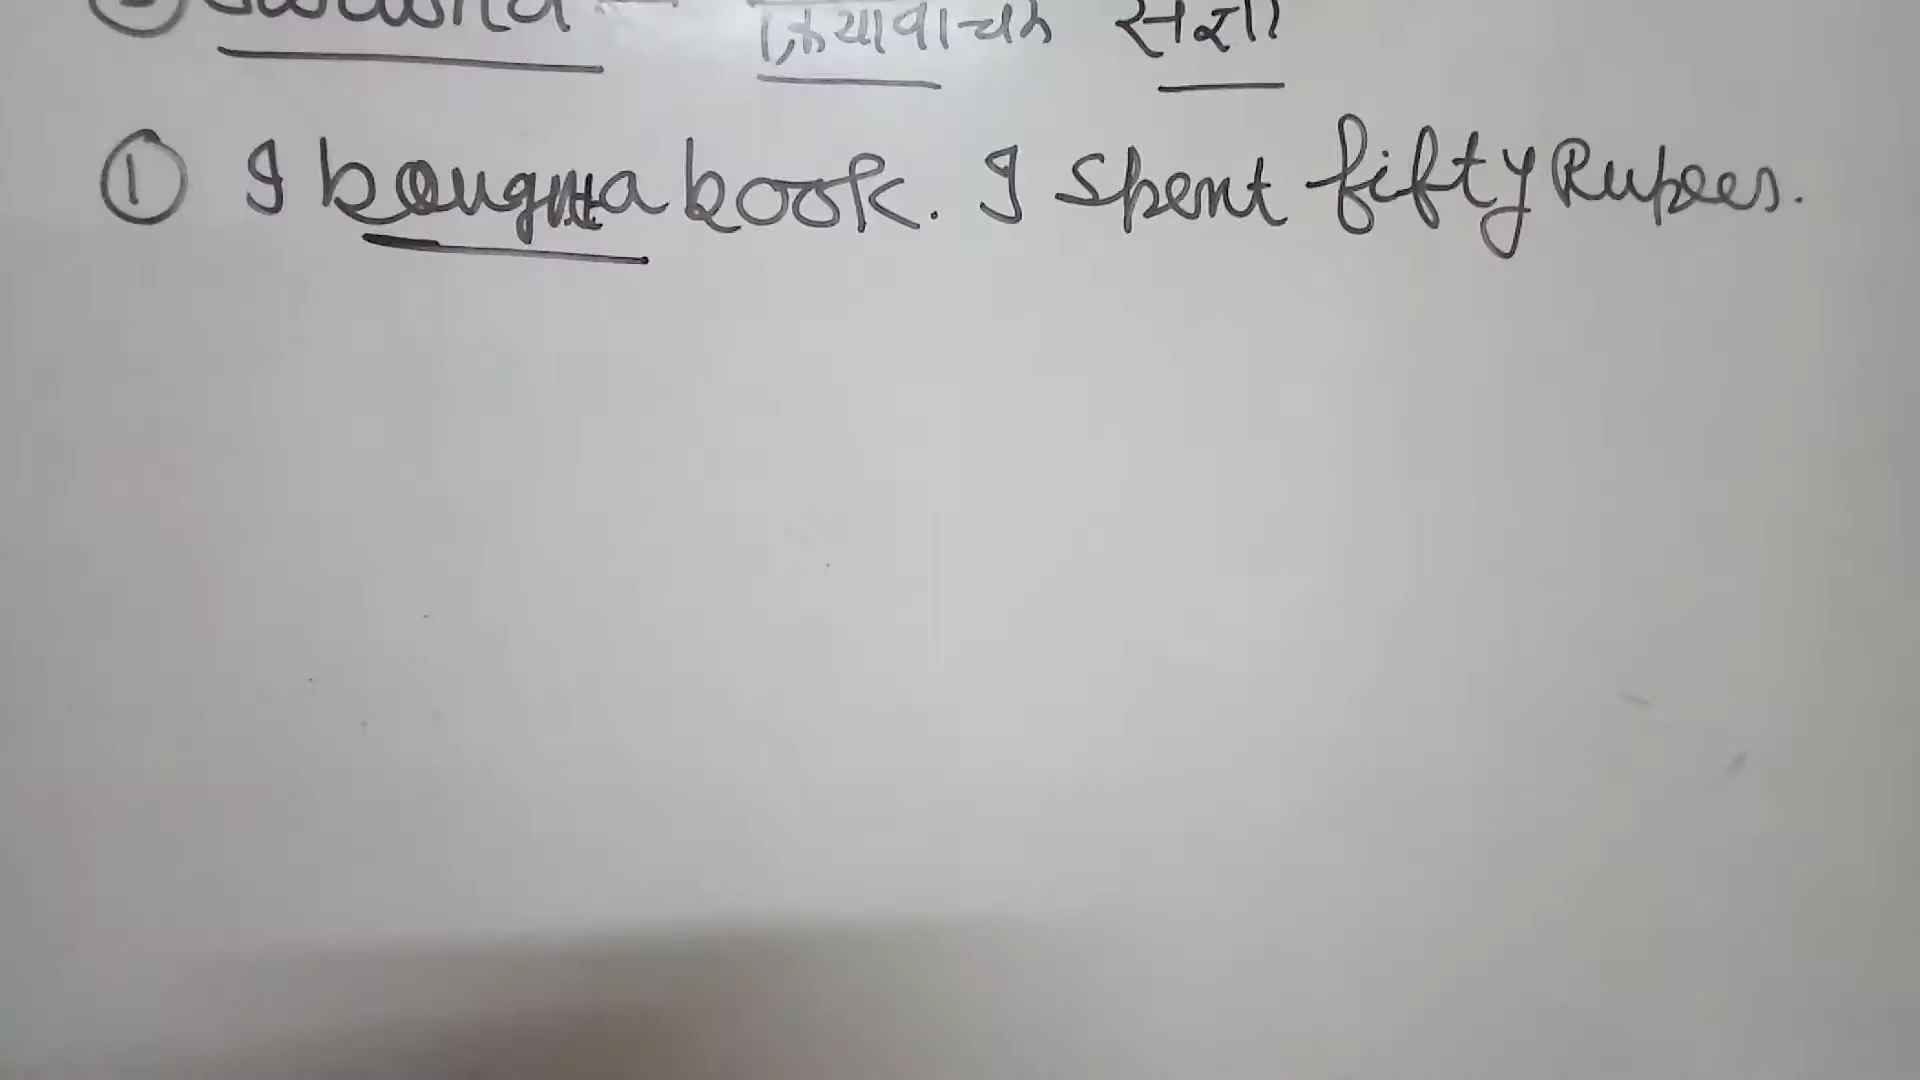 क्रियावाचक संज्ञा
① I bought a book. I spent fifty Rupees.